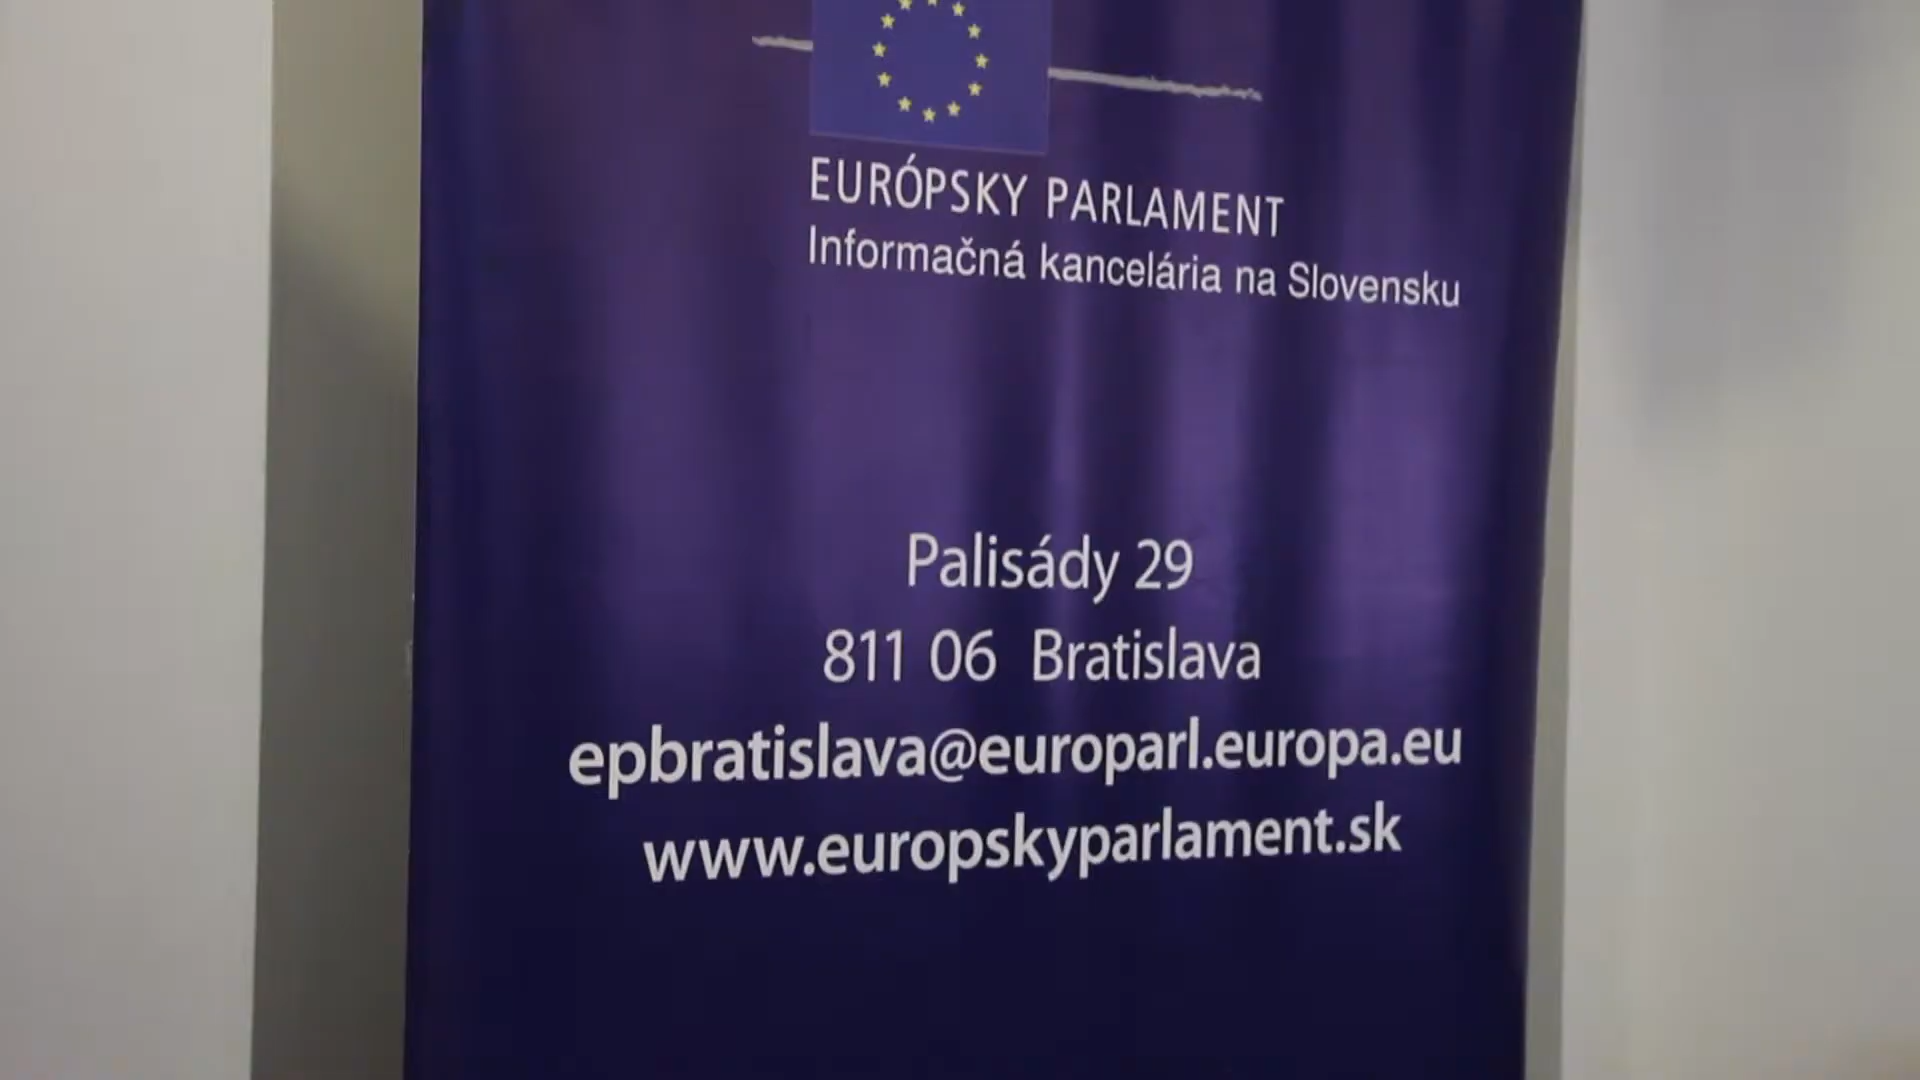 EURÓPSKY PARLAMENT
Informačná kancelária na Slovensku
Palisády 29
811 06 Bratislava
epbratislava@europarl.europa.eu
www.europskyparlament.sk